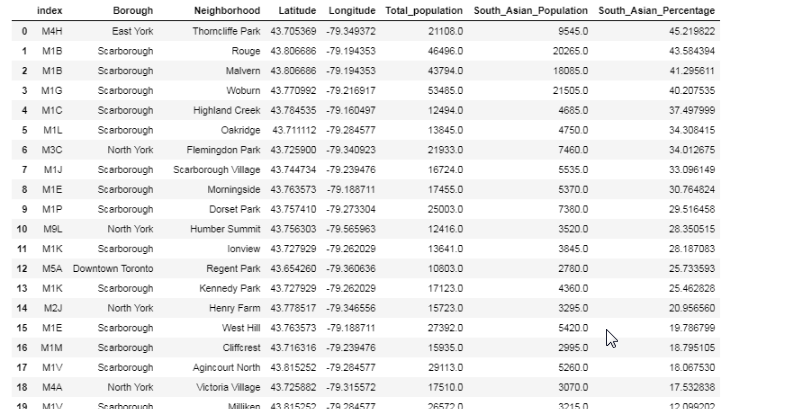 index Borough Neighborhood Latitude Longitude Total_population South_Asian_Population South_Asian_Percentage
0 M4H East York Thorncliffe Park 43.705369 -79.349372 21108.0 9545.0 45.219822
1 M1B Scarborough Rouge 43.806686 -79.194353 46496.0 20265.0 43.584394
2 M1B Scarborough Malvern 43.806686 -79.194353 43794.0 18085.0 41.295611
3 M1G Scarborough Woburn 43.770992 -79.216917 53485.0 21505.0 40.207535
4 M1C Scarborough Highland Creek 43.784535 -79.160497 12494.0 4685.0 37.497999
5 M1L Scarborough Oakridge 43.711112 -79.284577 13845.0 4750.0 34.308415
6 M3C North York Flemingdon Park 43.725900 -79.340923 21933.0 7460.0 34.012675
7 M1J Scarborough Scarborough Village 43.744734 -79.239476 16724.0 5535.0 33.096149
8 M1E Scarborough Morningside 43.763573 -79.188711 17455.0 5370.0 30.764824
9 M1P Scarborough Dorset Park 43.757410 -79.273304 25003.0 7380.0 29.516458
10 M9L North York Humber Summit 43.756303 -79.565963 12416.0 3520.0 28.350515
11 M1K Scarborough Ionview 43.727929 -79.262029 13641.0 3845.0 28.187083
12 M5A Downtown Toronto Regent Park 43.654260 -79.360636 10803.0 2780.0 25.733593
13 M1K Scarborough Kennedy Park 43.727929 -79.262029 17123.0 4360.0 25.462828
14 M2J North York Henry Farm 43.778517 -79.346556 15723.0 3295.0 20.956560
15 M1E Scarborough West Hill 43.763573 -79.188711 27392.0 5420.0 19.786799
16 M1M Scarborough Cliffcrest 43.716316 -79.239476 15935.0 2995.0 18.795105
17 M1V Scarborough Agincourt North 43.815252 -79.284577 29113.0 5260.0 18.067530
18 M4A North York Victoria Village 43.725882 -79.315572 17510.0 3070.0 17.532838
19 M1V Scarborough Milliken 43.815252 -79.284577 26572.0 3215.0 12.099202